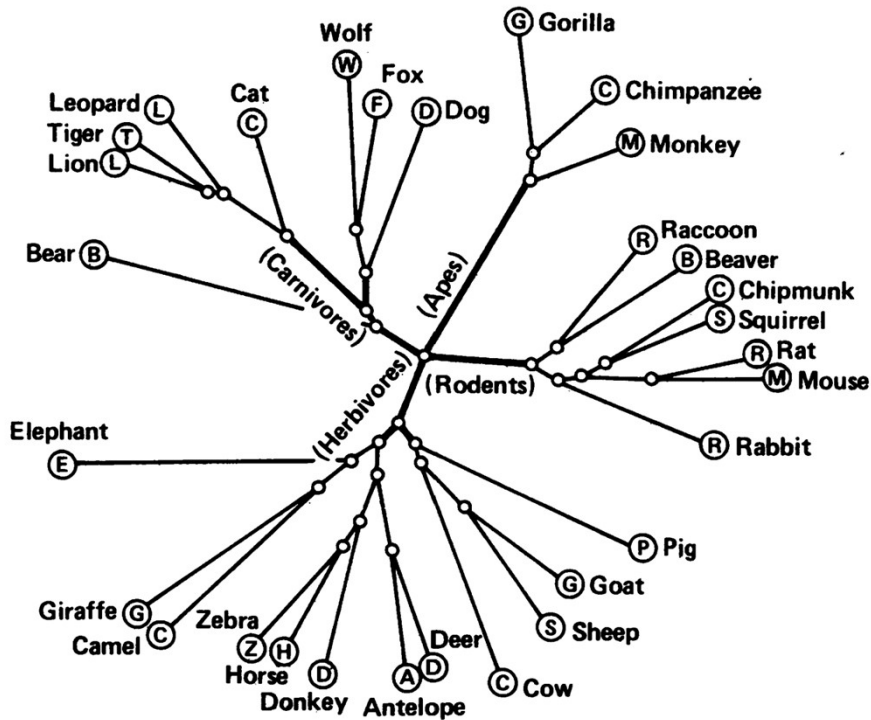 G Gorilla
Wolf
W
Fox
F
C Chimpanzee
Leopard L
Cat
C
D Dog
Tiger T
M Monkey
Lion L
Raccoon
R
Bear B
(Carnivores)
(Apes)
B Beaver
C Chipmunk
S Squirrel
R Rat
M Mouse
(Herbivores)
(Rodents)
Elephant
E
R Rabbit
P Pig
G Goat
Giraffe G
Camel C
Zebra
Z
Horse
H
Donkey
D
Antelope
A
Deer
D
S Sheep
C Cow